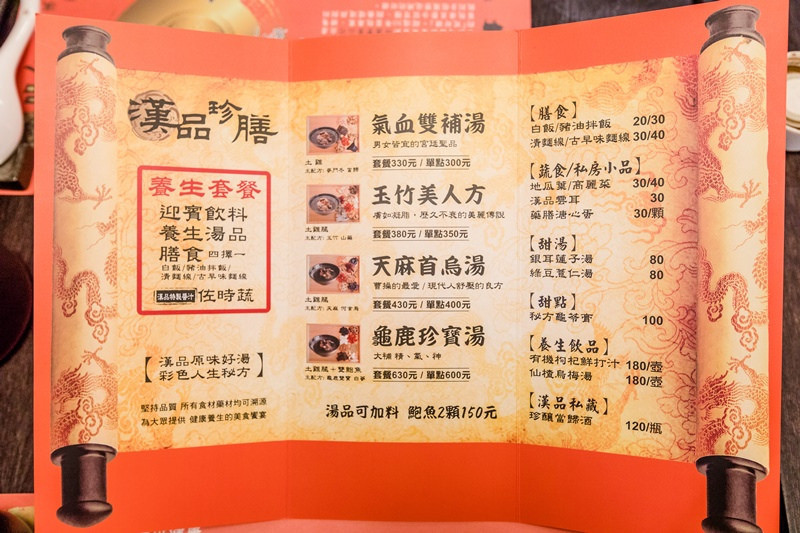 漢品珍膳
養生套餐
迎賓飲料
養生湯品
膳食 四擇一
白飯/豬油拌飯/
清麵線/古早味麵線
漢品特製醬汁 佐時蔬
【漢品原味好湯
彩色人生秘方】
堅持品質 所有食材藥材均可溯源
為大眾提供 健康養生的美食饗宴
氣血雙補湯
男女皆宜的宮廷聖品
土雞
套餐330元 / 單點300元
玉竹美人方
膚如凝脂，歷久不衰的美麗傳說
土雞腿
主配方: 玉竹 山藥
套餐380元 / 單點350元
天麻首烏湯
曹操的最愛 / 現代人舒壓的良方
土雞腿
主配方: 天麻 何首烏
套餐430元 / 單點400元
龜鹿珍寶湯
大補 精、氣、神
土雞腿+雙鮑魚
套餐630元 / 單點600元
湯品可加料 鮑魚2顆150元
【膳食】
白飯/豬油拌飯 20/30
清麵線/古早味麵線 30/40
【蔬食/私房小品】
地瓜葉/高麗菜 30/40
漢品雲耳 30
藥膳溏心蛋 30/顆
【甜湯】
銀耳蓮子湯 80
綠豆薏仁湯 80
【甜點】
秘方龜苓膏 100
【養生飲品】
有機枸杞鮮打汁 180/壺
仙楂烏梅湯 180/壺
【漢品私藏】
珍釀當歸酒 120/瓶